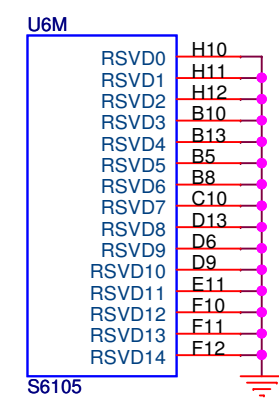 U6M
RSVD0 H10
RSVD1 H11
RSVD2 H12
RSVD3 B10
RSVD4 B13
RSVD5 B5
RSVD6 B8
RSVD7 C10
RSVD8 D13
RSVD9 D6
RSVD10 D9
RSVD11 E11
RSVD12 F10
RSVD13 F11
RSVD14 F12
S6105